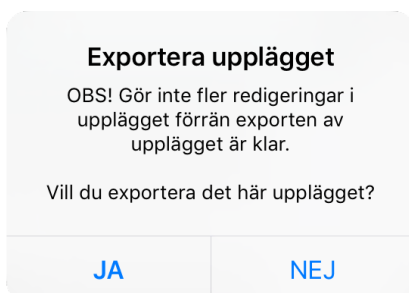 Exportera upplägget
OBS! Gör inte fler redigeringar i
upplägget förrän exporten av
upplägget är klar.
Vill du exportera det här upplägget?
JA
NEJ